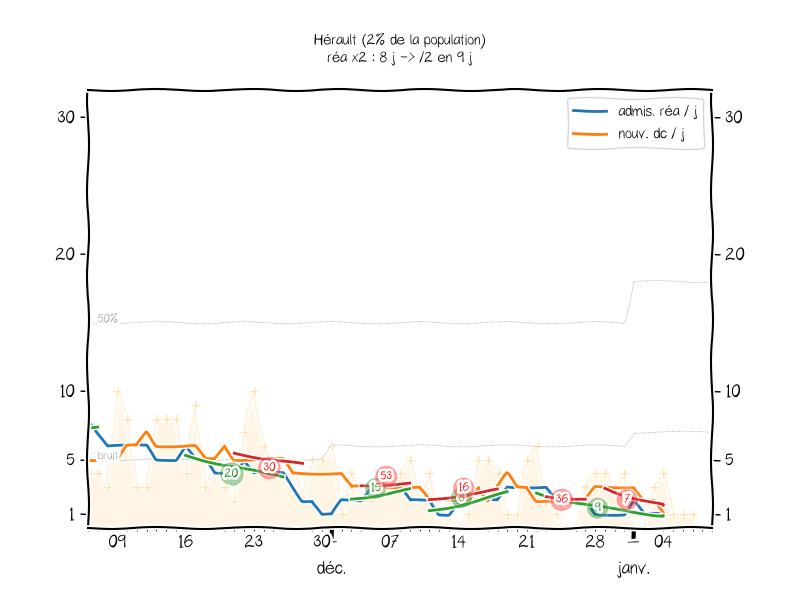 Hérault (2% de la population)
réa x2 : 8 j -> /2 en 9 j
admis. réa / j
nouv. dc / j
30 30
20 20
50%
10 10
bruit
5 5
20 30 53 16 36 9 7
1 1
09 16 23 30 07 14 21 28 04
déc. janv.